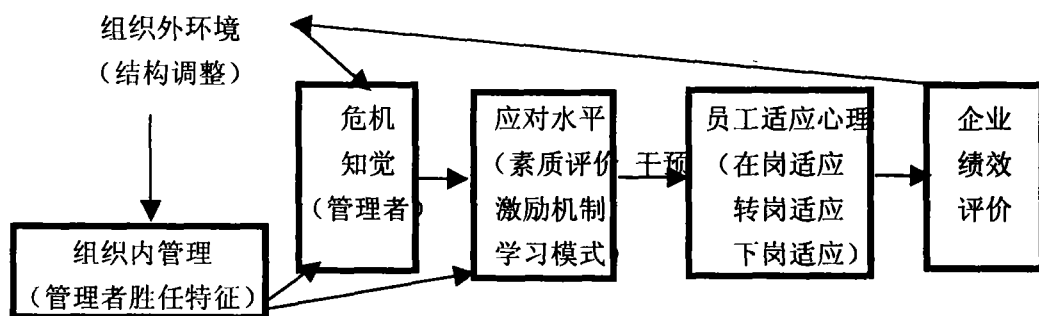 组织外环境
（结构调整）
危机
知觉
（管理者）
应对水平
（素质评价
激励机制
学习模式）
干预
员工适应心理
（在岗适应
转岗适应
下岗适应）
企业
绩效
评价
组织内管理
（管理者胜任特征）